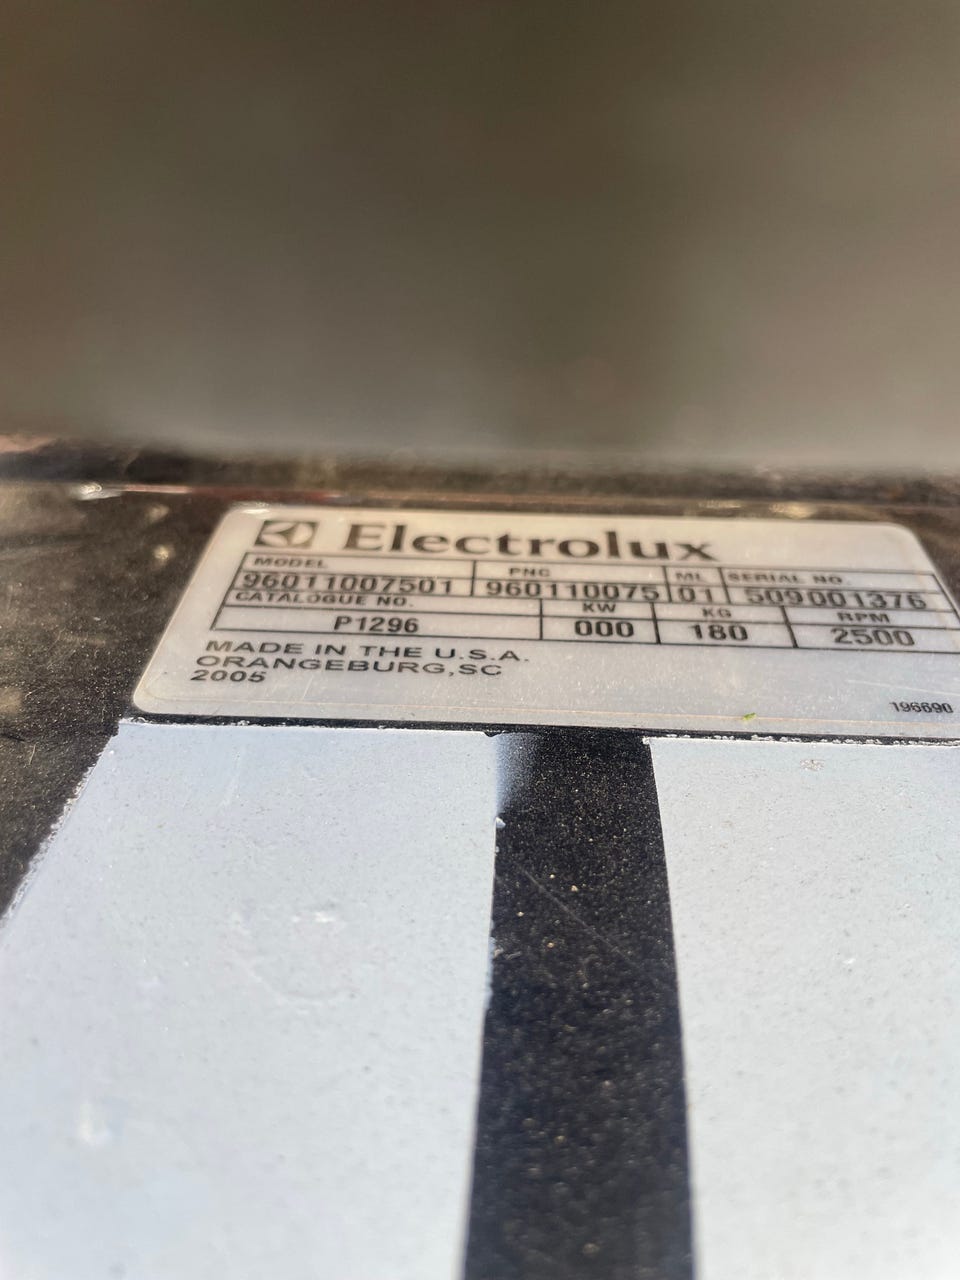 Electrolux
MODEL PNC ML SERIAL NO.
96011007501 960110075 01 509001376
CATALOGUE NO. KW KG RPM
P1296 000 180 2500
MADE IN THE U.S.A.
ORANGEBURG,SC
2005
196690